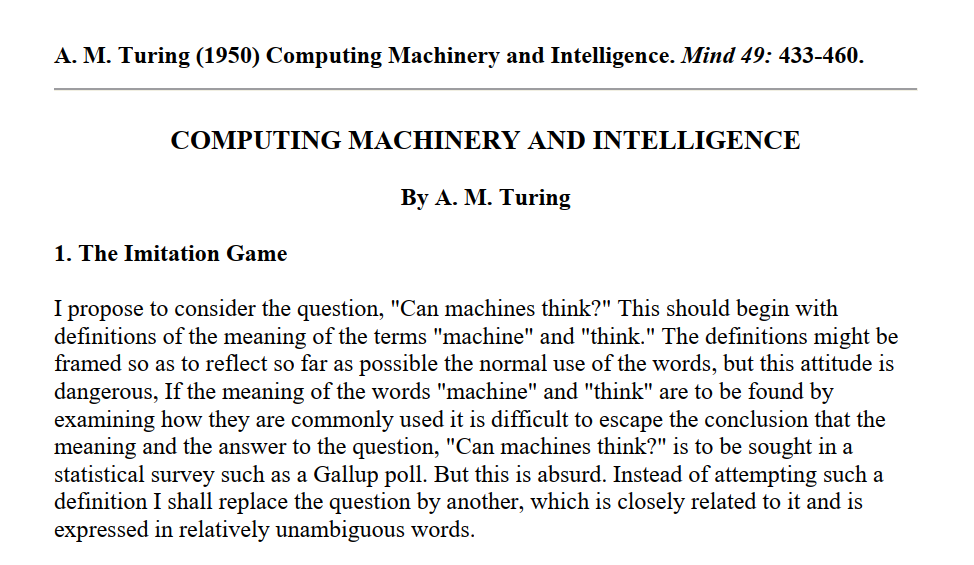 A. M. Turing (1950) Computing Machinery and Intelligence. Mind 49: 433-460.
COMPUTING MACHINERY AND INTELLIGENCE
By A. M. Turing
1. The Imitation Game
I propose to consider the question, "Can machines think?" This should begin with
definitions of the meaning of the terms "machine" and "think." The definitions might be
framed so as to reflect so far as possible the normal use of the words, but this attitude is
dangerous, If the meaning of the words "machine" and "think" are to be found by
examining how they are commonly used it is difficult to escape the conclusion that the
meaning and the answer to the question, "Can machines think?" is to be sought in a
statistical survey such as a Gallup poll. But this is absurd. Instead of attempting such a
definition I shall replace the question by another, which is closely related to it and is
expressed in relatively unambiguous words.